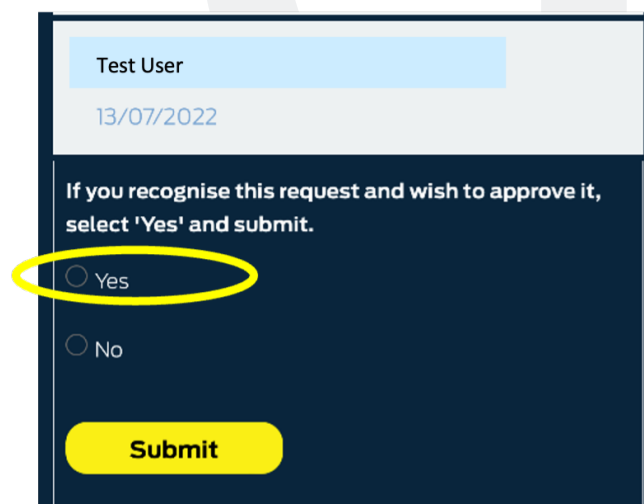 Test User
13/07/2022
If you recognise this request and wish to approve it,
select 'Yes' and submit.
Yes
No
Submit